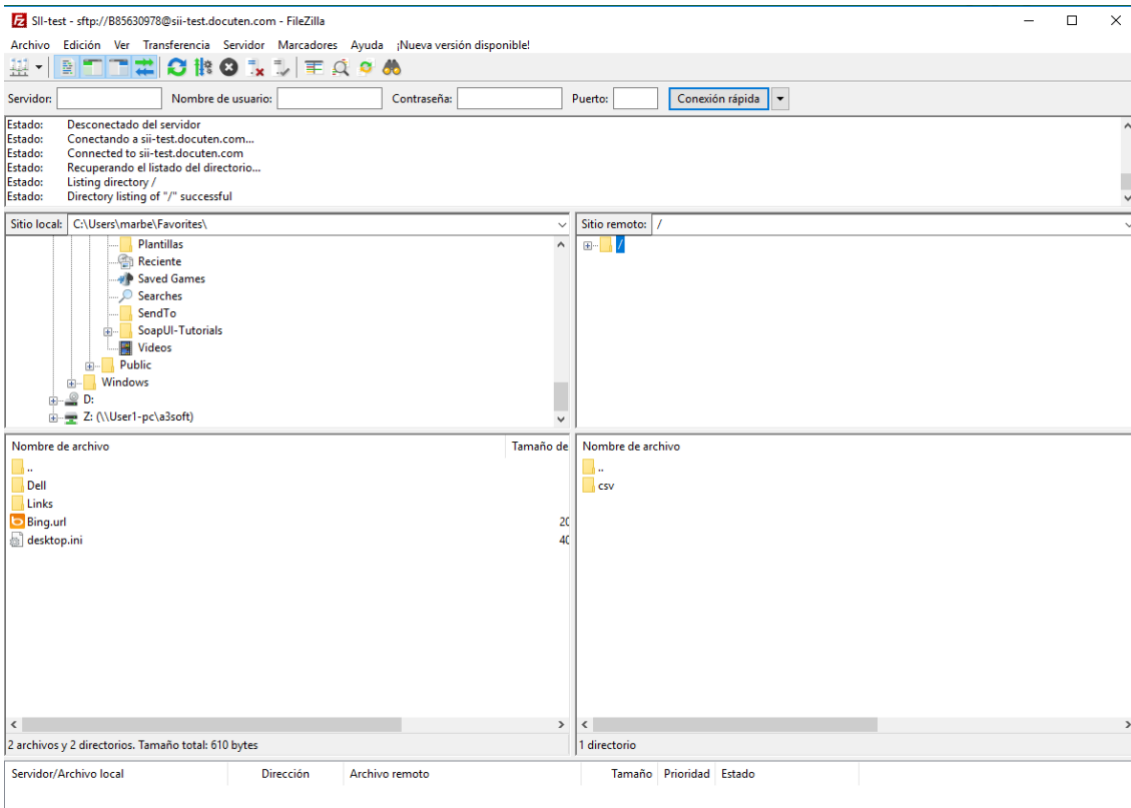 SII-test - sftp://B85630978@sii-test.docuten.com - FileZilla
Archivo Edición Ver Transferencia Servidor Marcadores Ayuda ¡Nueva versión disponible!
Servidor: Nombre de usuario: Contraseña: Puerto: Conexión rápida
Estado: Desconectado del servidor
Estado: Conectando a sii-test.docuten.com...
Estado: Connected to sii-test.docuten.com
Estado: Recuperando el listado del directorio...
Estado: Listing directory /
Estado: Directory listing of "/" successful
Sitio local: C:\Users\marbe\Favorites\
Plantillas
Reciente
Saved Games
Searches
SendTo
SoapUI-Tutorials
Videos
Public
Windows
D:
Z: (\\User1-pc\a3soft)
Sitio remoto: /
/
Nombre de archivo Tamaño de
..
Dell
Links
Bing.url 20
desktop.ini 40
2 archivos y 2 directorios. Tamaño total: 610 bytes
Nombre de archivo
..
csv
1 directorio
Servidor/Archivo local Dirección Archivo remoto Tamaño Prioridad Estado